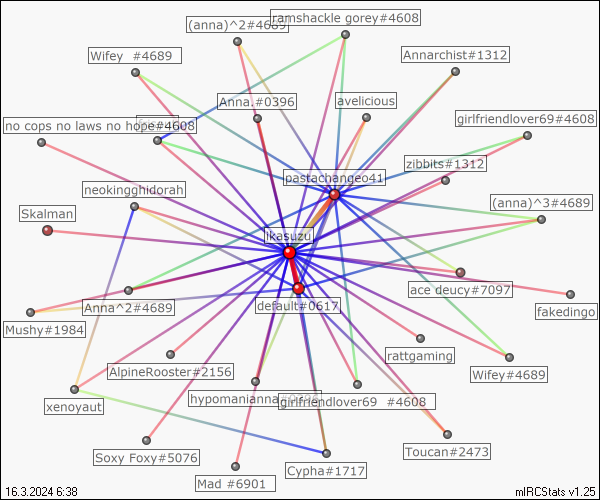 (anna)^2#4689
ramshackle gorey#4608
Wifey  #4689
Annarchist#1312
Anna.#0396
avelicious
no cops no laws no hope
#4608
girlfriendlover69#4608
zibbits#1312
pastachangeo41
neokingghidorah
(anna)^3#4689
Skalman
ikasuzu
ace deucy#7097
default#0617
Anna^2#4689
fakedingo
Mushy#1984
rattgaming
AlpineRooster#2156
Wifey#4689
hypomanianna
girlfriendlover69  #4608
xenoyaut
Toucan#2473
Soxy Foxy#5076
Cypha#1717
Mad #6901
16.3.2024 6:38
mIRCStats v1.25